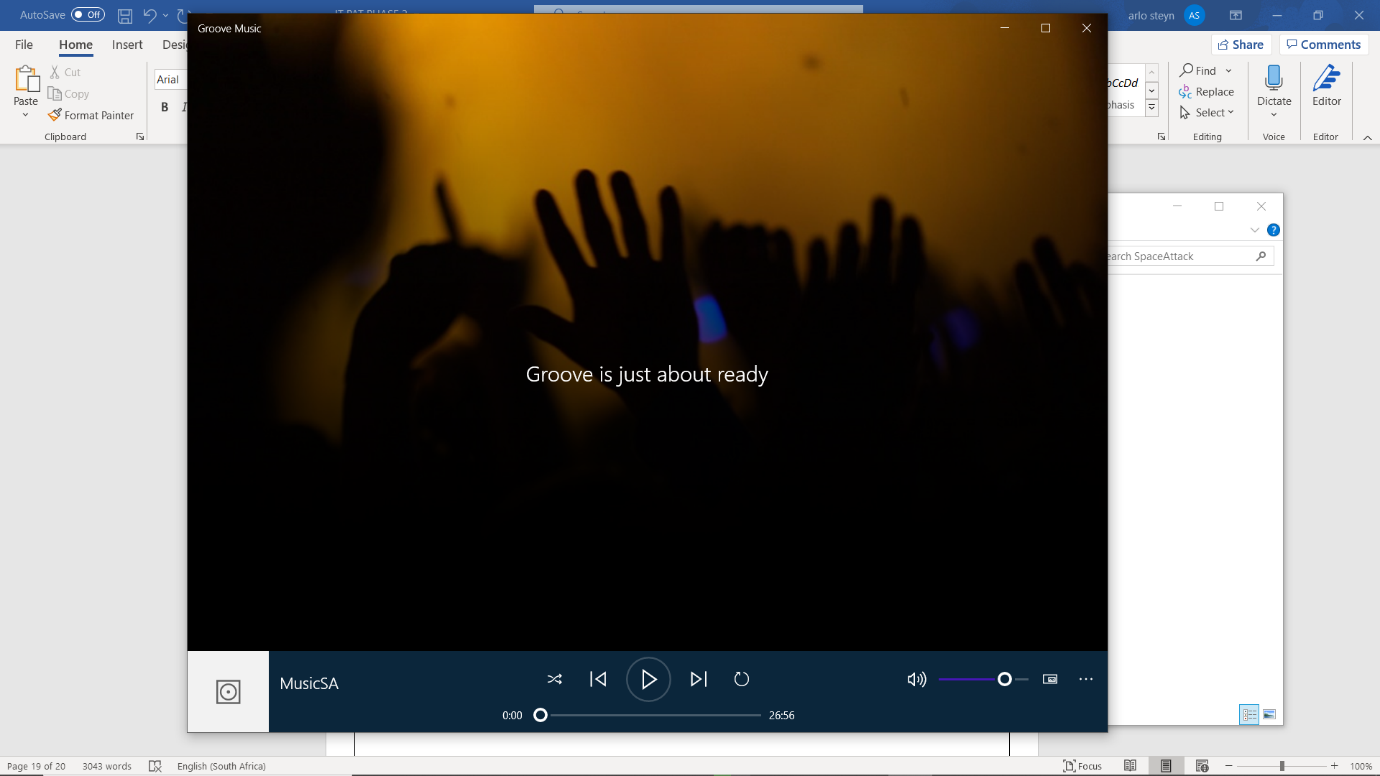 AutoSave Off
arlo steyn AS
Groove Music
File Home Insert
Share Comments
Cut
Copy
Paste
Format Painter
Clipboard
Arial
B
Find
Replace
Select
Editing
Dictate
Voice
Editor
Editor
earch SpaceAttack
Groove is just about ready
MusicSA
0:00 26:56
Page 19 of 20 3043 words English (South Africa) Focus 100%